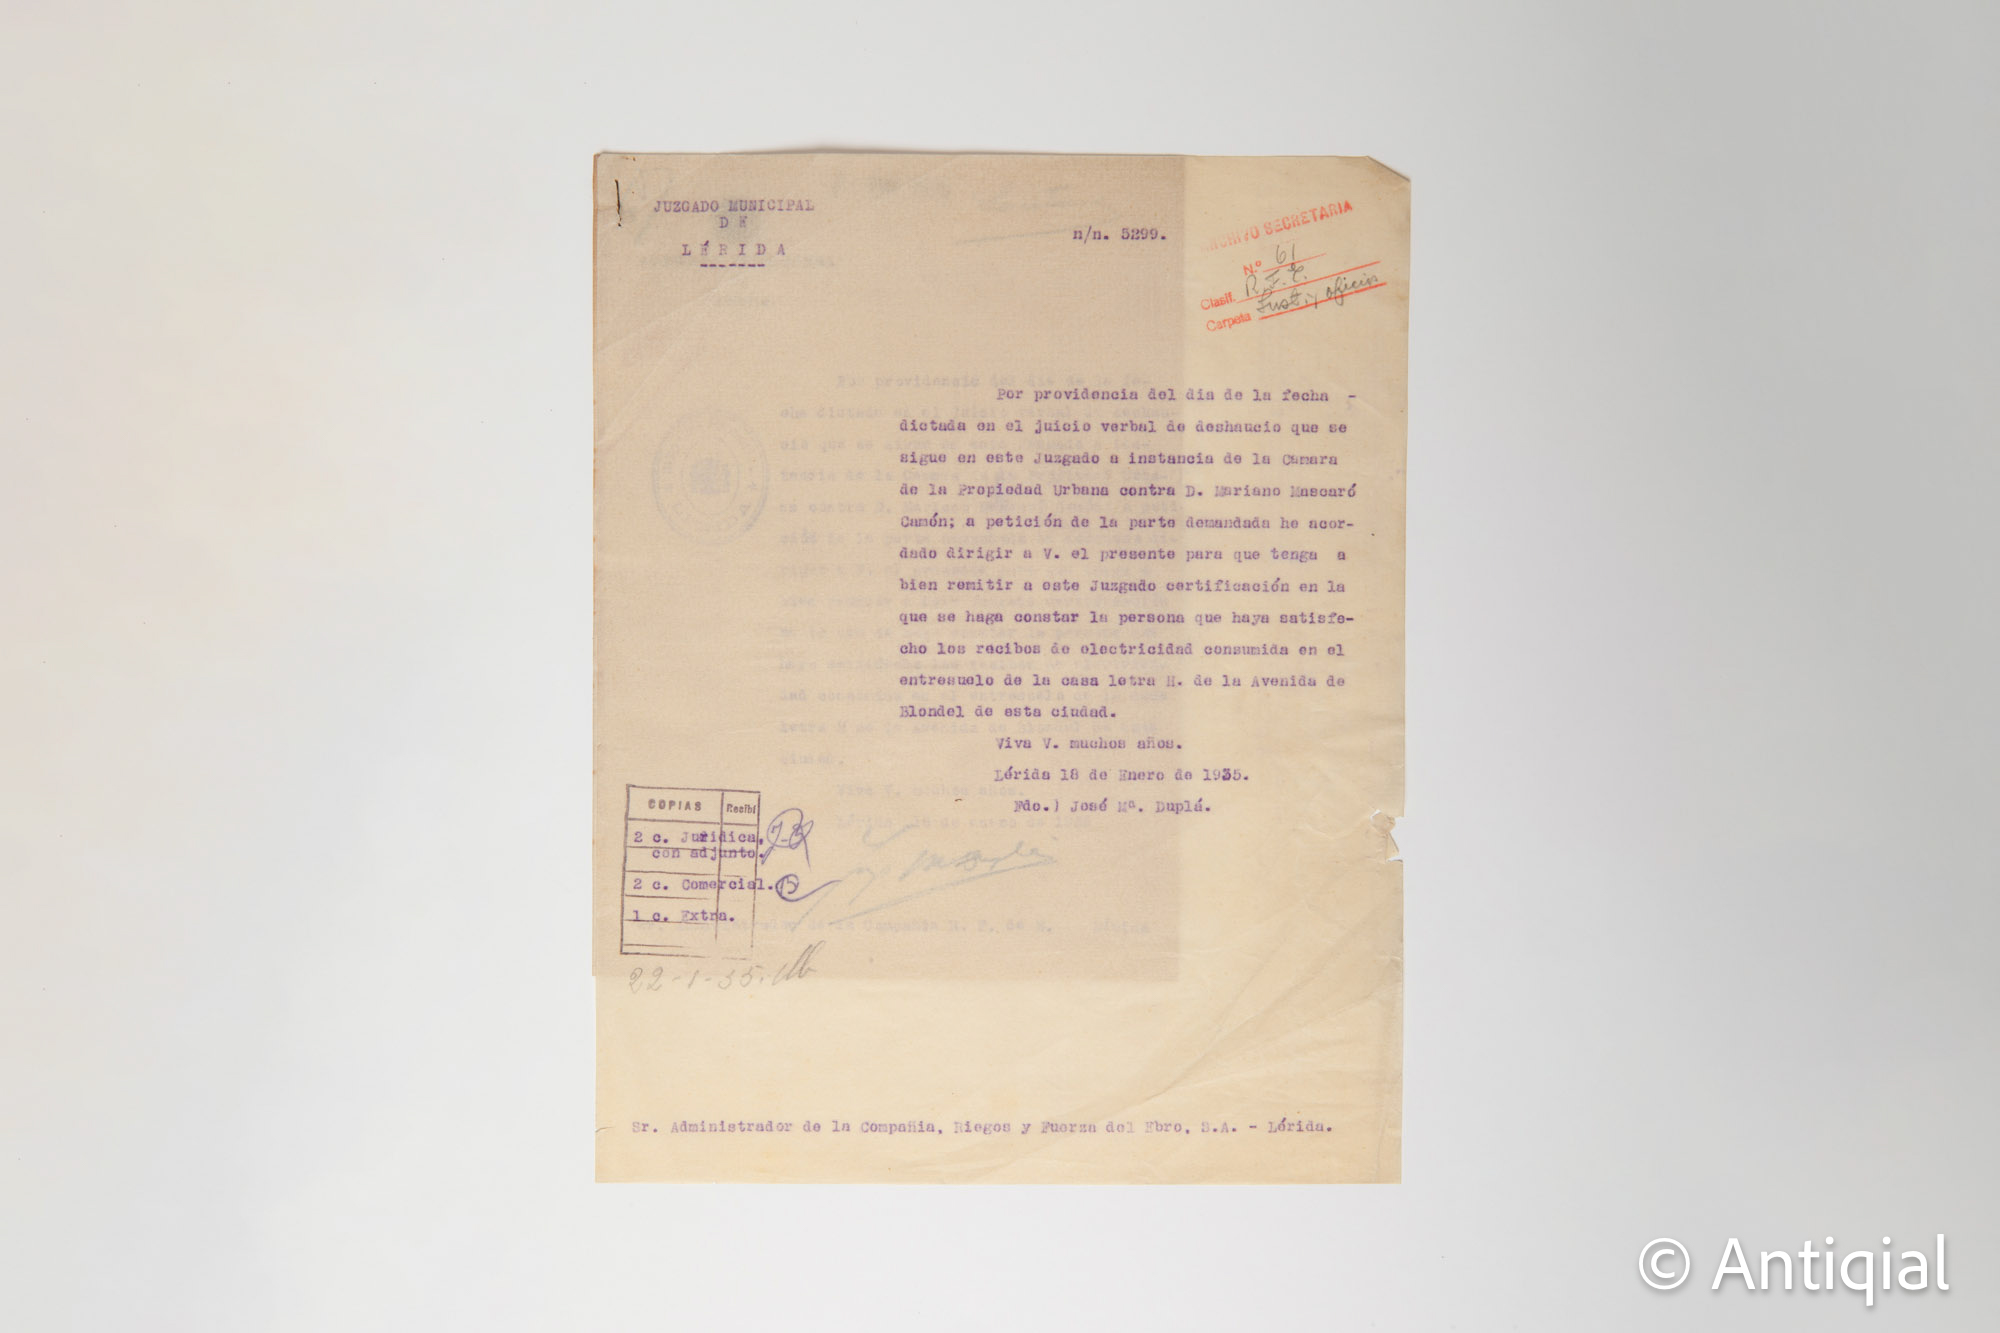 JUZGADO MUNICIPAL
DE
LÉRIDA
n/n. 5299.
ARCHIVO SECRETARIA
N.º 61
Clasif. R.F.E.
Carpeta Just. y oficios
Por providencia del dia de la fecha -
dictada en el juicio verbal de deshaucio que se
sigue en este Juzgado a instancia de la Camara
de la Propiedad Urbana contra D. Mariano Mascaró
Camón; a petición de la parte demandada he acor-
dado dirigir a V. el presente para que tenga a
bien remitir a este Juzgado certificación en la
que se haga constar la persona que haya satisfe-
cho los recibos de electricidad consumida en el
entresuelo de la casa letra H. de la Avenida de
Blondel de esta ciudad.
Viva V. muchos años.
Lérida 18 de Enero de 1935.
Fdo.) José Mª. Duplá.
COPIAS Recibí
2 c. Jurídica,
con adjunto.
2 c. Comercial.
1 c. Extra.
22-1-35.
Sr. Administrador de la Compañia, Riegos y Fuerza del Ebro, S.A. - Lérida.
© Antiqial